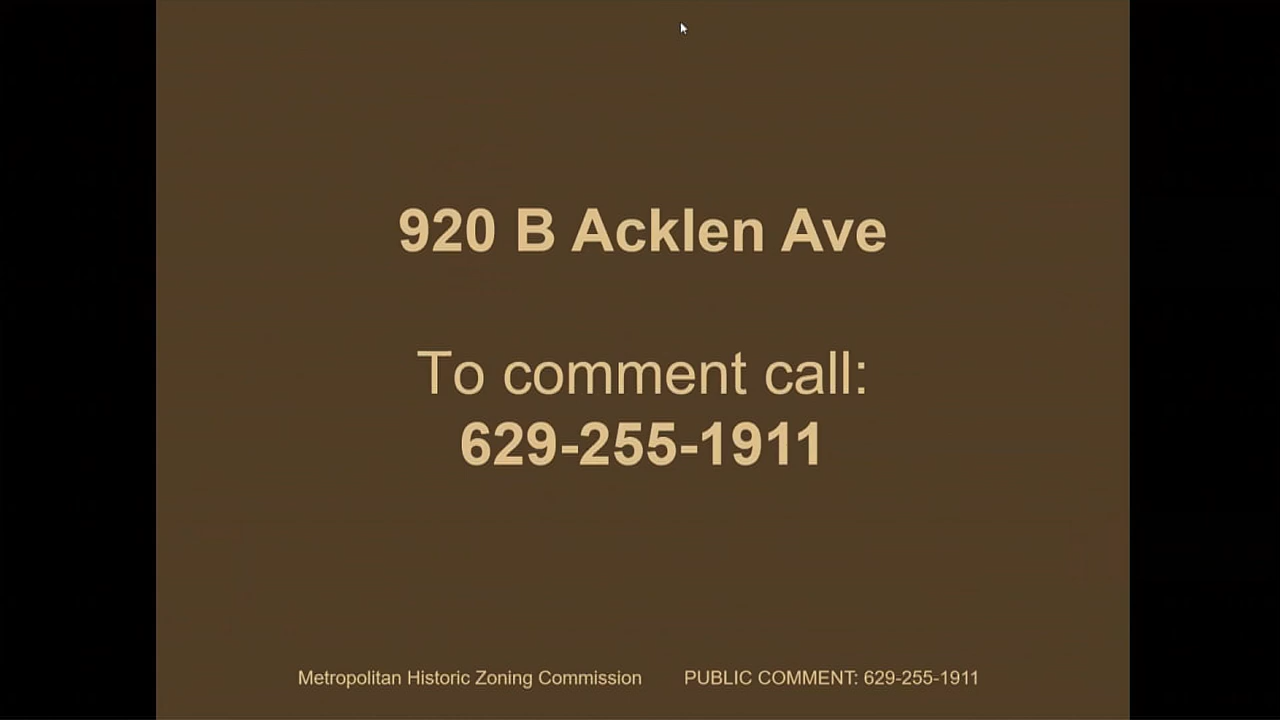 920 B Acklen Ave
To comment call:
629-255-1911
Metropolitan Historic Zoning Commission PUBLIC COMMENT: 629-255-1911